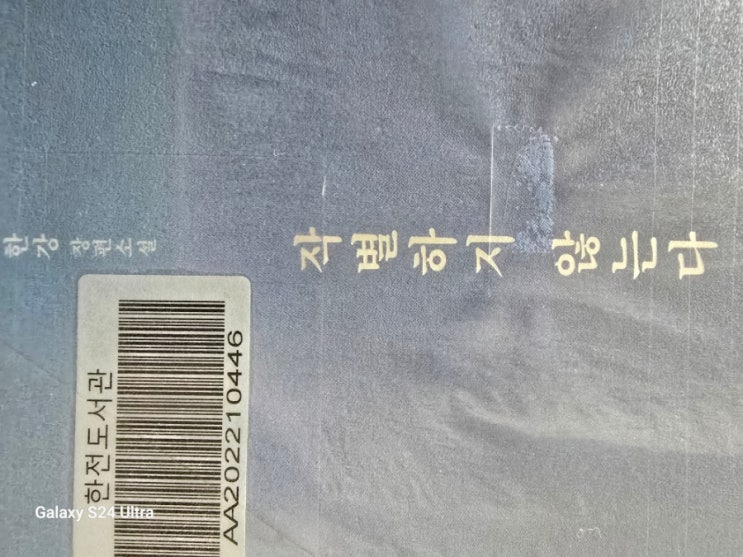 한강 장편소설
작별하지 않는다
한전도서관
AA202210446
Galaxy S24 Ultra